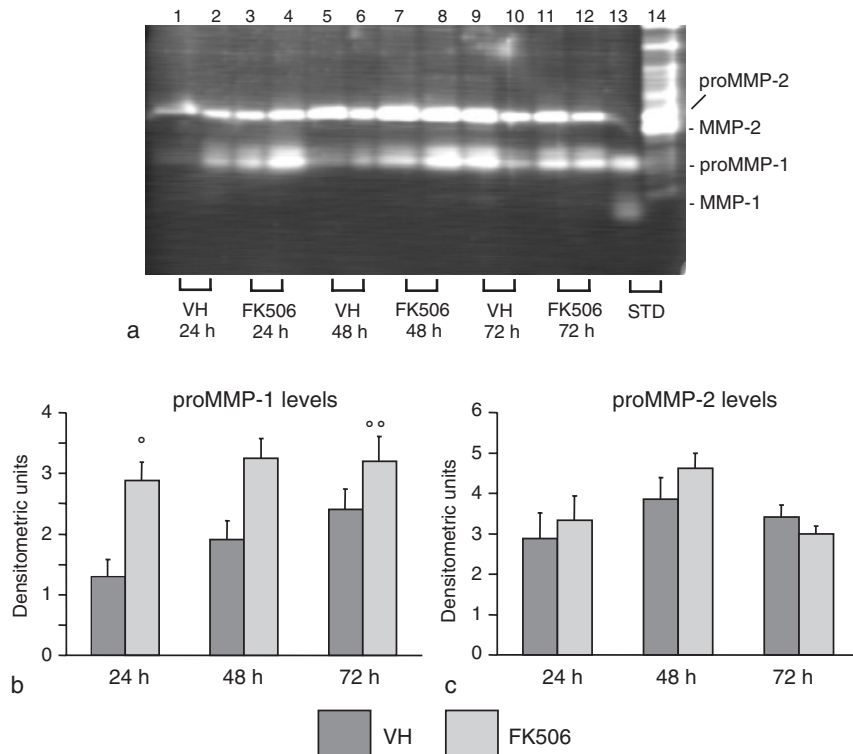 1 2 3 4 5 6 7 8 9 10 11 12 13 14
proMMP-2
- MMP-2
- proMMP-1
- MMP-1
VH FK506 VH FK506 VH FK506 STD
24 h 24 h 48 h 48 h 72 h 72 h
a
proMMP-1 levels
Densitometric units
4
3
2
1
0
° °°
24 h 48 h 72 h
b
proMMP-2 levels
Densitometric units
6
5
4
3
2
1
0
24 h 48 h 72 h
c
VH FK506